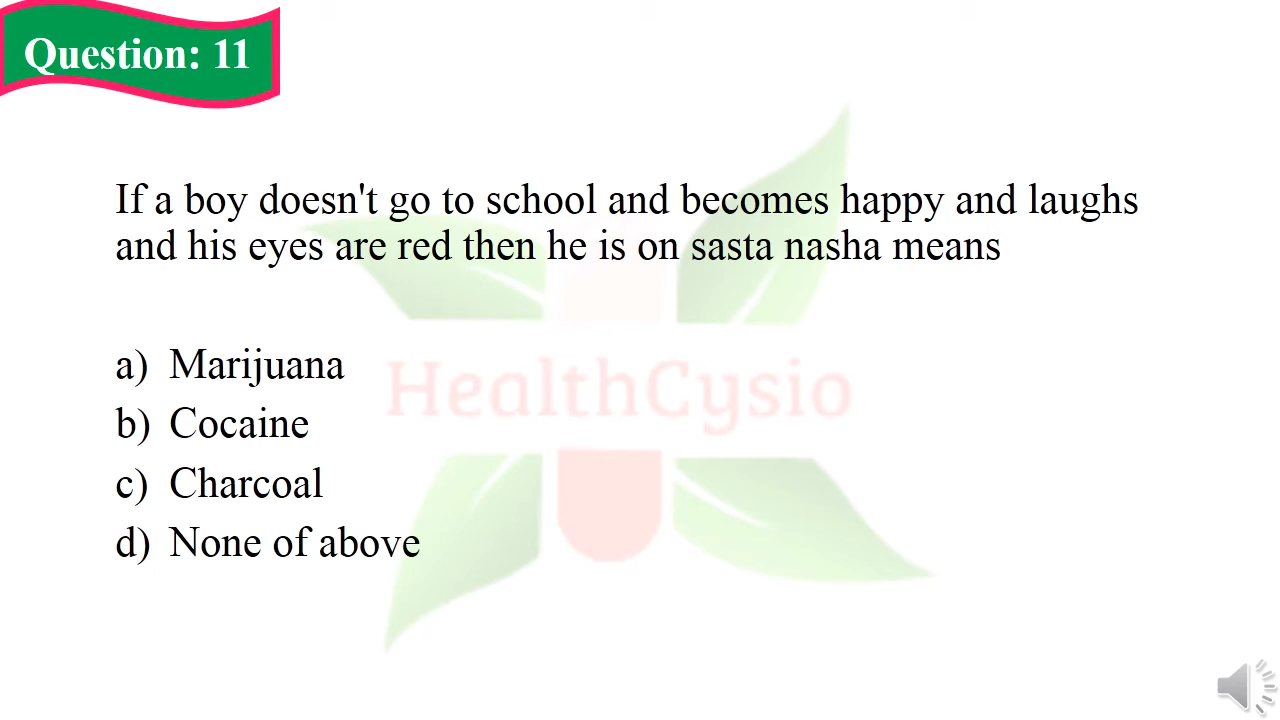 Question: 11
If a boy doesn't go to school and becomes happy and laughs
and his eyes are red then he is on sasta nasha means
a) Marijuana
HealthCysio
b) Cocaine
c) Charcoal
d) None of above